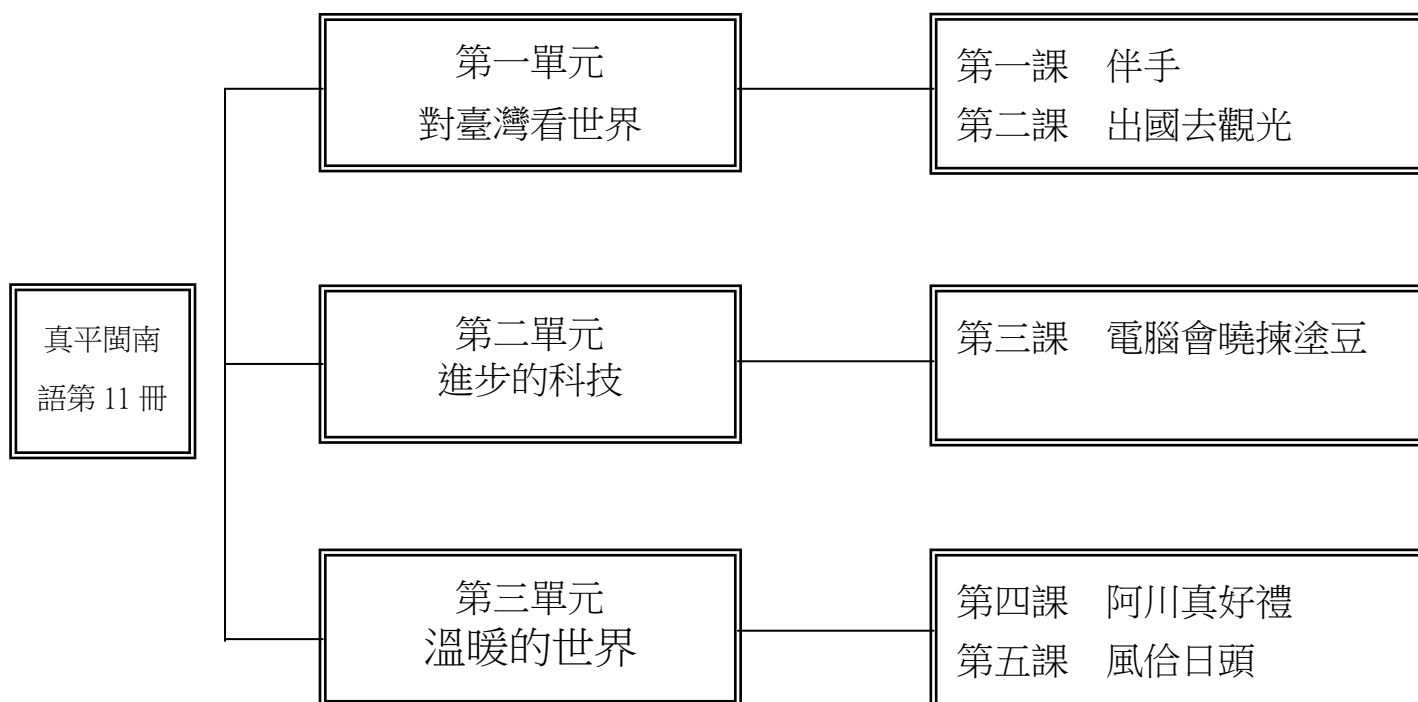 第一單元
對臺灣看世界
第一課　伴手
第二課　出國去觀光
真平閩南
語第 11 冊
第二單元
進步的科技
第三課　電腦會曉揀塗豆
第三單元
溫暖的世界
第四課　阿川真好禮
第五課　風佮日頭